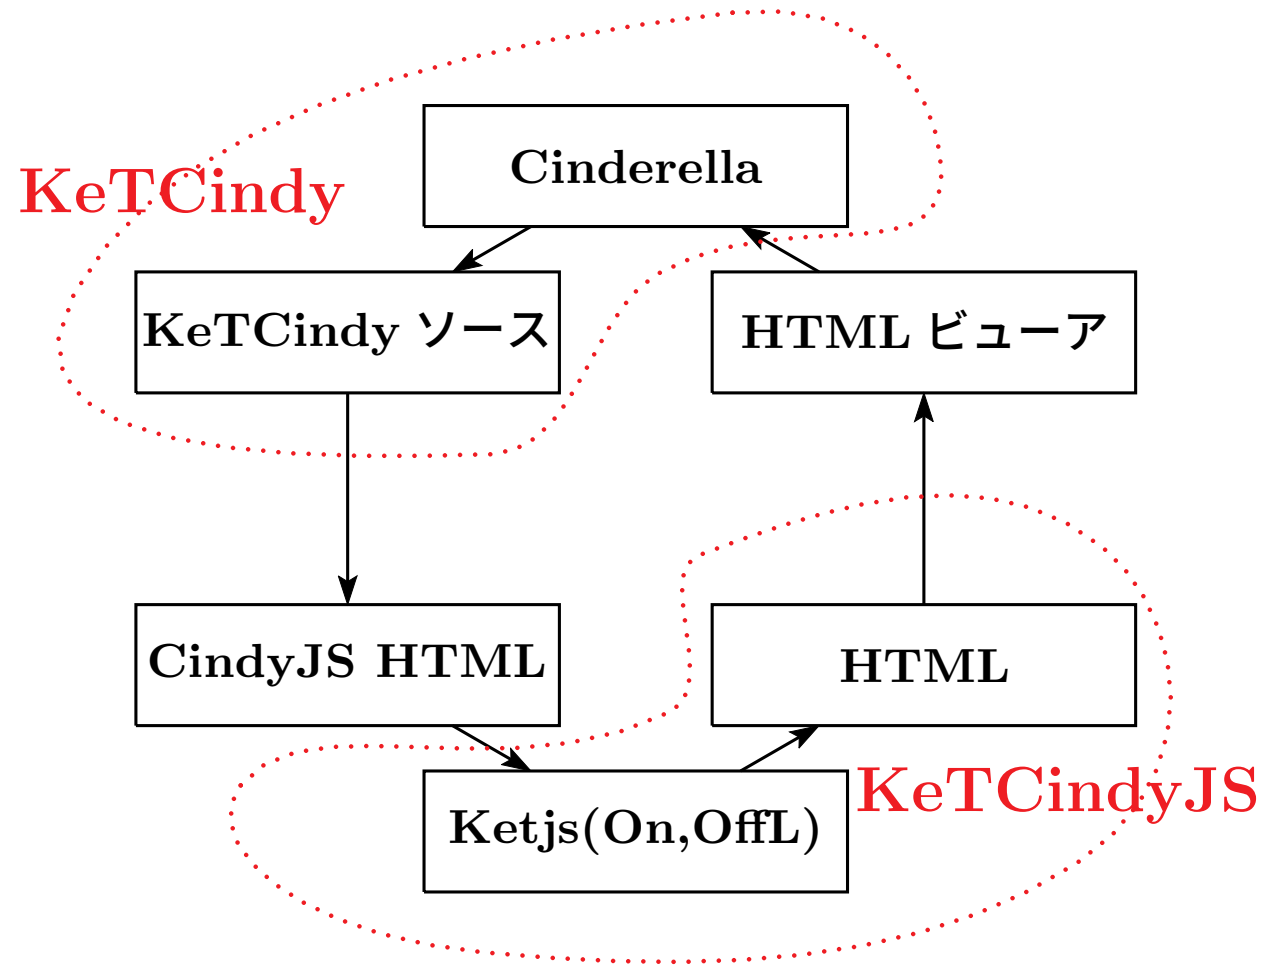 Cinderella
KeTCindy
KeTCindy ソース
HTML ビューア
CindyJS HTML
HTML
KeTCindyJS
Ketjs(On,OffL)